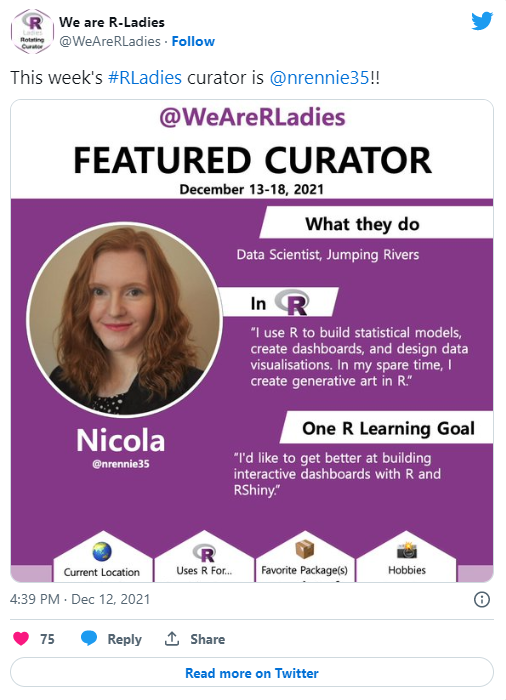 We are R-Ladies
@WeAreRLadies · Follow
This week's #RLadies curator is @nrennie35!!
@WeAreRLadies
FEATURED CURATOR
December 13-18, 2021
What they do
Data Scientist, Jumping Rivers
In R
"I use R to build statistical models,
create dashboards, and design data
visualisations. In my spare time, I
create generative art in R."
Nicola
@nrennie35
One R Learning Goal
"I'd like to get better at building
interactive dashboards with R and
RShiny."
Current Location
Uses R For...
Favorite Package(s)
Hobbies
4:39 PM · Dec 12, 2021
75 Reply Share
Read more on Twitter